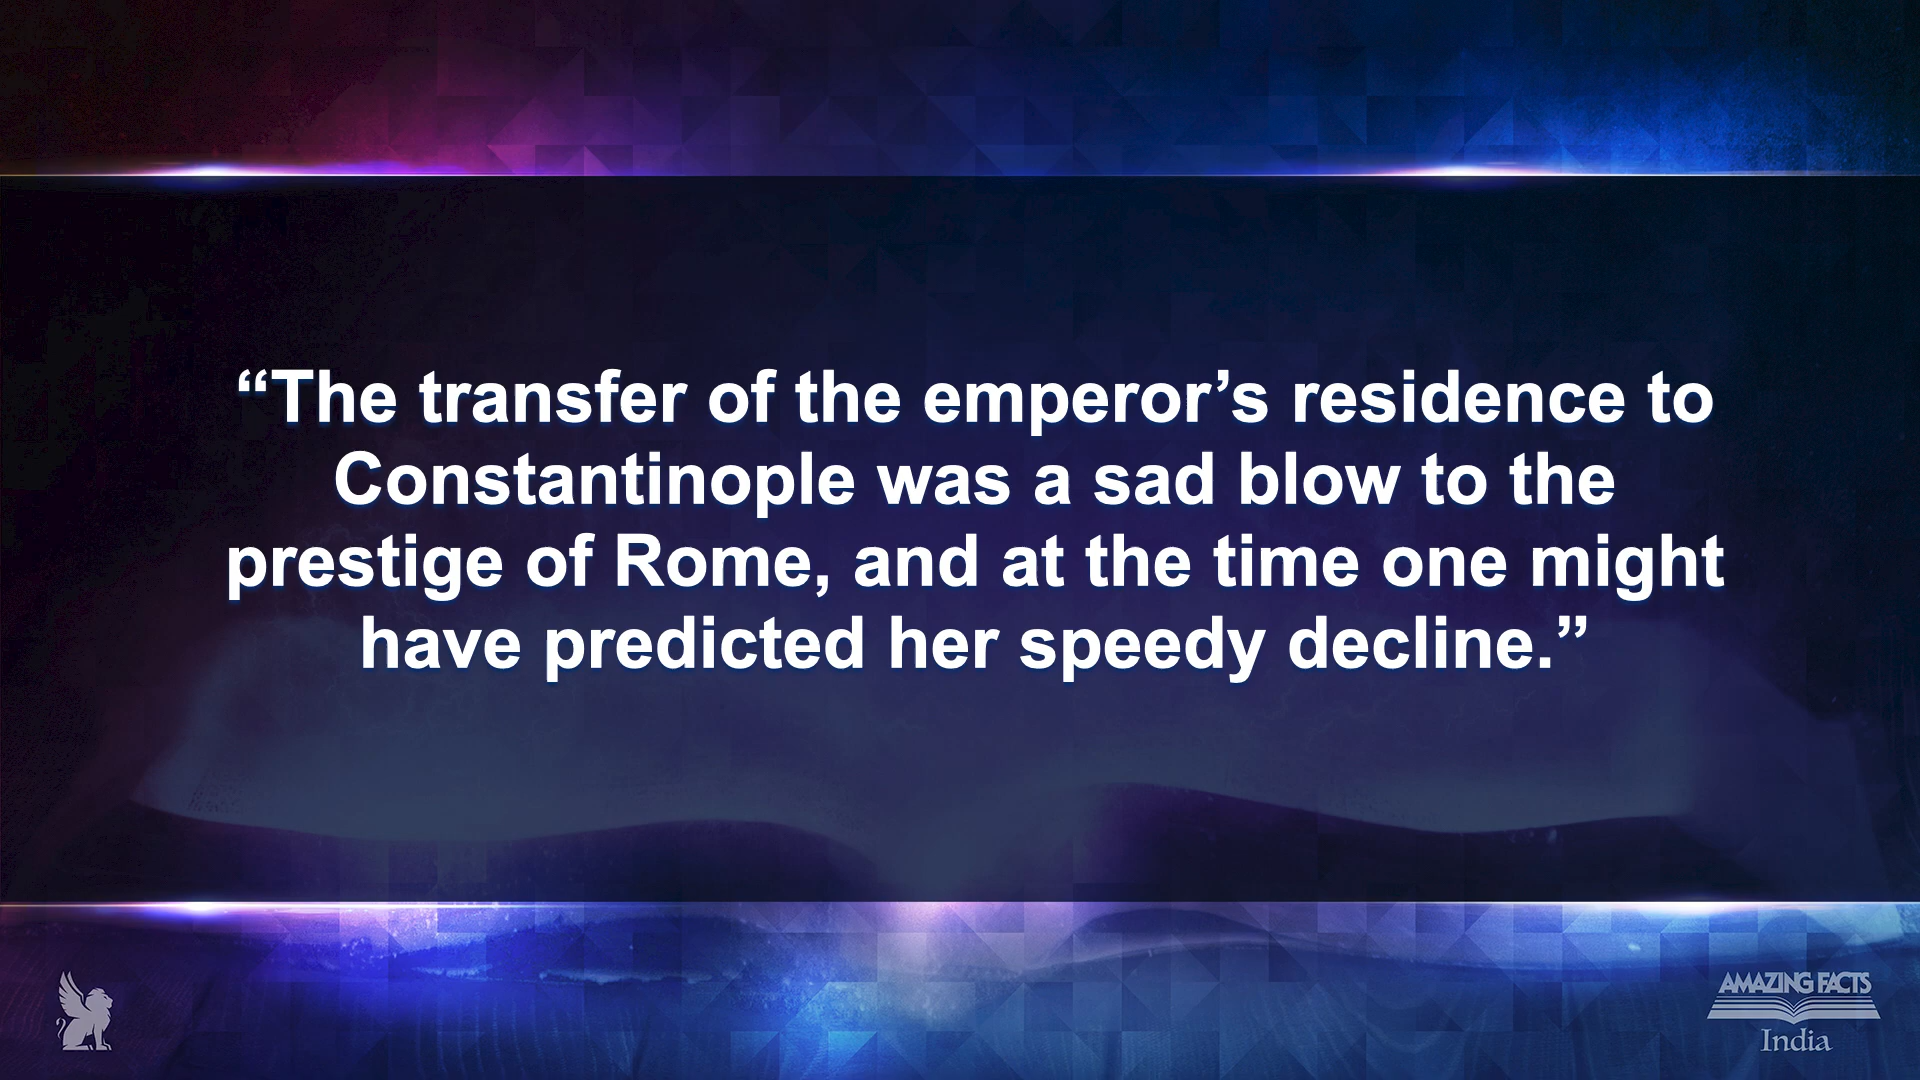 “The transfer of the emperor’s residence to
Constantinople was a sad blow to the
prestige of Rome, and at the time one might
have predicted her speedy decline.”
AMAZING FACTS
India